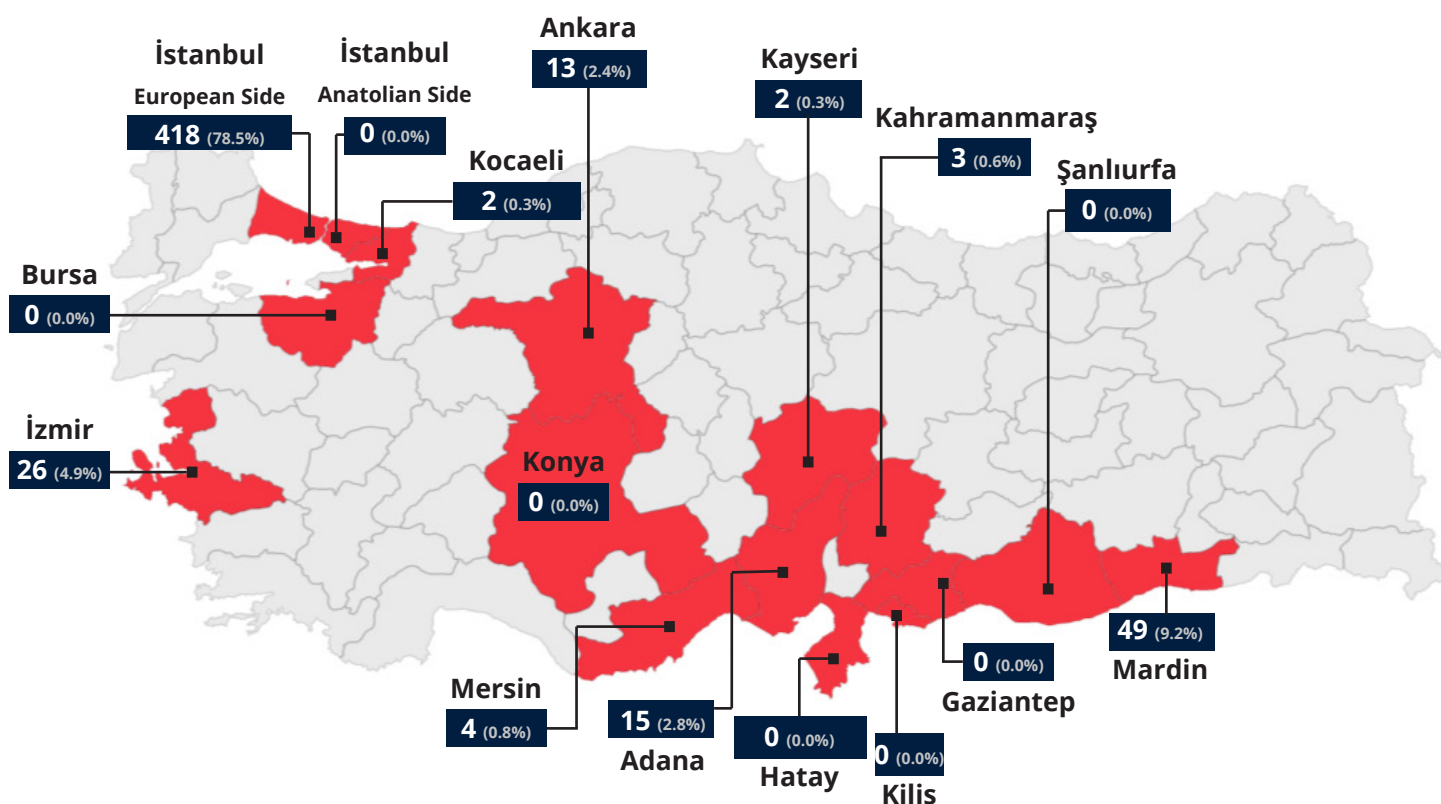 İstanbul
European Side
418 (78.5%)
İstanbul
Anatolian Side
0 (0.0%)
Ankara
13 (2.4%)
Kayseri
2 (0.3%)
Kahramanmaraş
3 (0.6%)
Kocaeli
2 (0.3%)
Şanlıurfa
0 (0.0%)
Bursa
0 (0.0%)
İzmir
26 (4.9%)
Konya
0 (0.0%)
Mersin
4 (0.8%)
15 (2.8%)
Adana
0 (0.0%)
Hatay
0 (0.0%)
Kilis
0 (0.0%)
Gaziantep
49 (9.2%)
Mardin